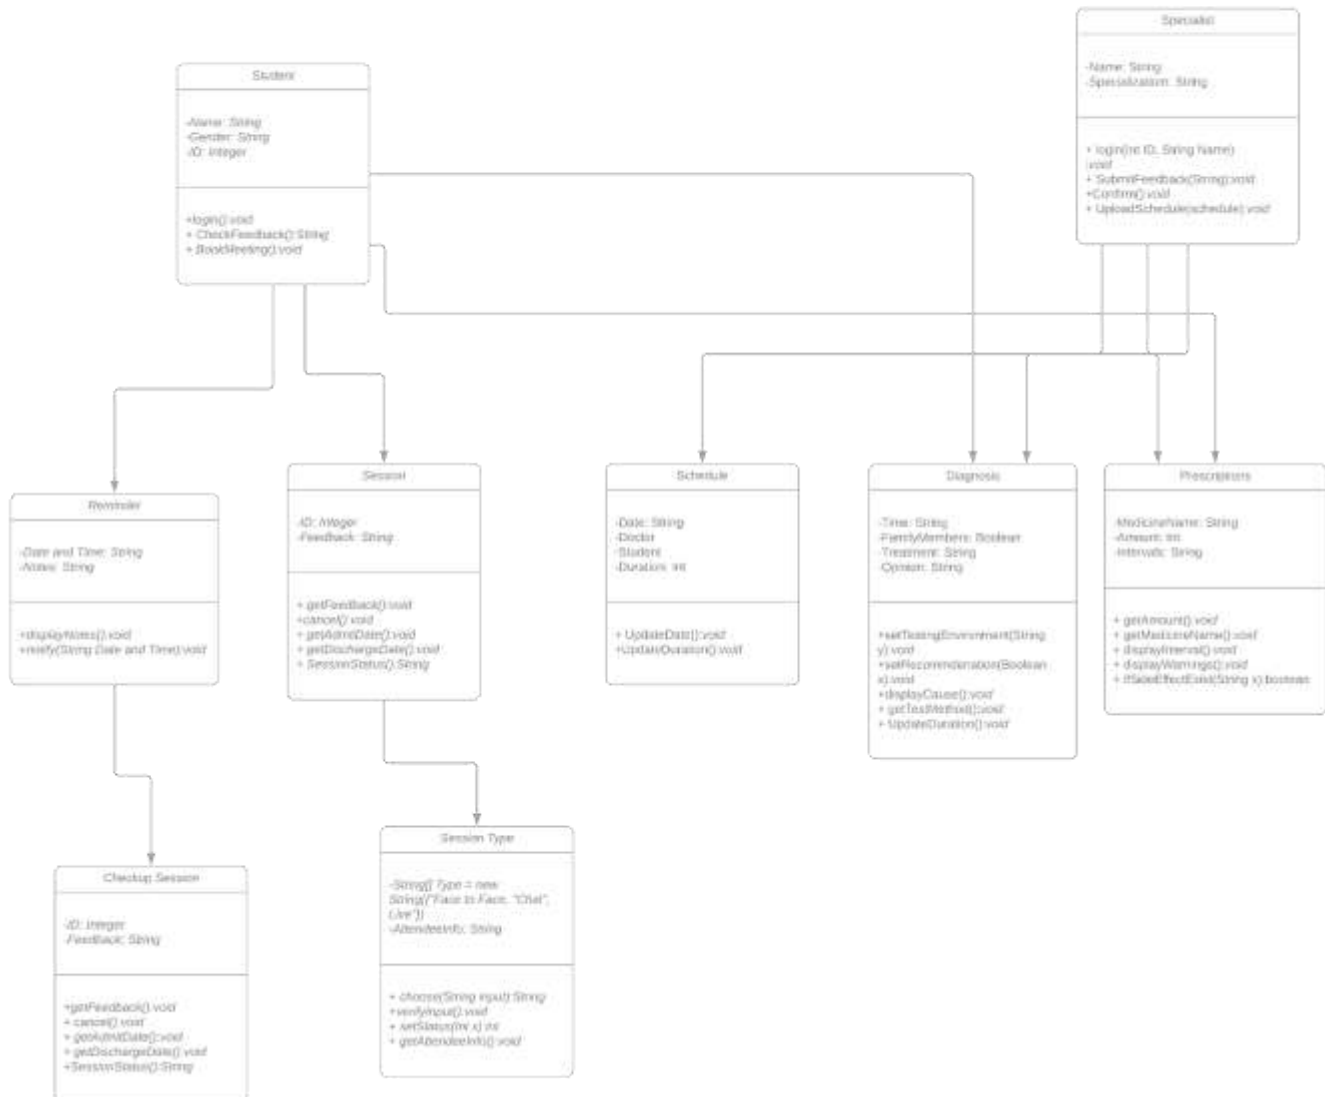 Specialist
-Name: String
-Specialization: String
+ login(int ID, String Name)
:void
+ SubmitFeedback(String):void
+Confirm():void
+ UploadSchedule(schedule):void
Student
-Name: String
-Gender: String
-ID: Integer
+login():void
+ CheckFeedback():String
+ BookMeeting():void
Reminder
-Date and Time: String
-Notes: String
+displayNotes():void
+notify(String Date and Time):void
Session
-ID: Integer
-Feedback: String
+ getFeedback():void
+cancel():void
+ getAdmitDate():void
+ getDischargeDate():void
+ SessionStatus():String
Schedule
-Date: String
-Doctor
-Student
-Duration: int
+ UpdateDate():void
+UpdateDuration():void
Diagnosis
-Time: String
-FamilyMembers: Boolean
-Treatment: String
-Opinion: String
+setTestingEnvironment(String
y):void
+setRecommendation(Boolean
x):void
+displayCause():void
+ getTestMethod():void
+ UpdateDuration():void
Prescriptions
-MedicineName: String
-Amount: Int
-Intervals: String
+ getAmount():void
+ getMedicineName():void
+ displayInterval():void
+ displayWarnings():void
+ ifSideEffectExist(String x):boolean
Checkup Session
-ID: Integer
-Feedback: String
+getFeedback():void
+ cancel():void
+ getAdmitDate():void
+ getDischargeDate():void
+SessionStatus():String
Session Type
-String[] Type = new
String[{"Face to Face, "Chat",
Live"}]
-AttendeeInfo: String
+ choose(String input):String
+verifyInput():void
+ setStatus(Int x):int
+ getAttendeeInfo():void